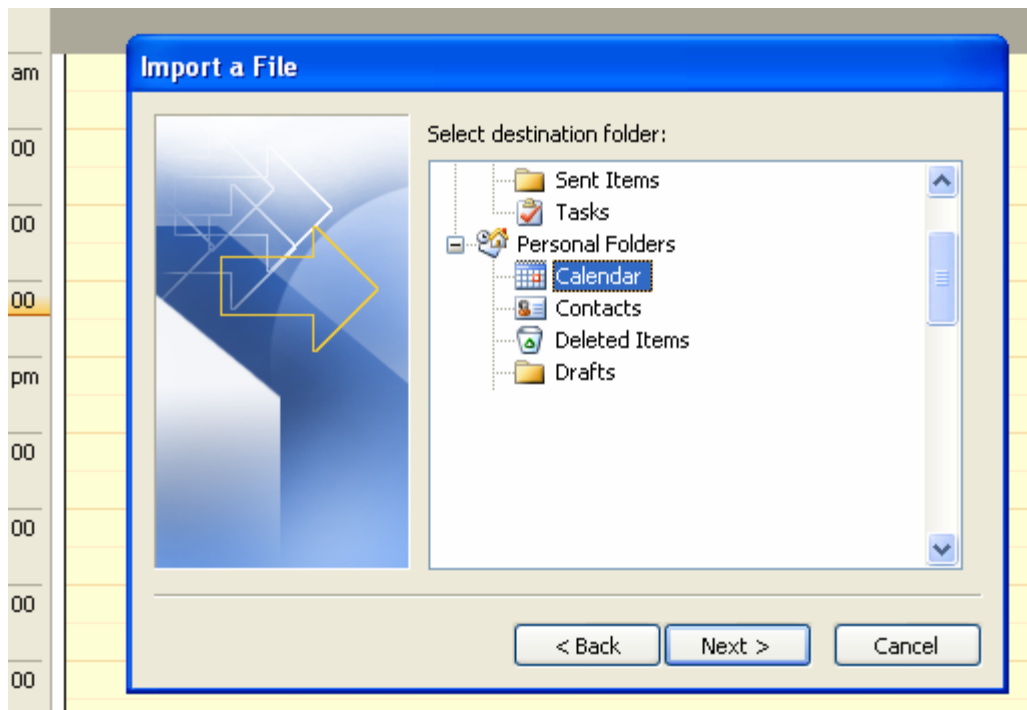 Import a File
am
00
00
00
pm
00
00
00
00
Select destination folder:
Sent Items
Tasks
Personal Folders
Calendar
Contacts
Deleted Items
Drafts
< Back
Next >
Cancel